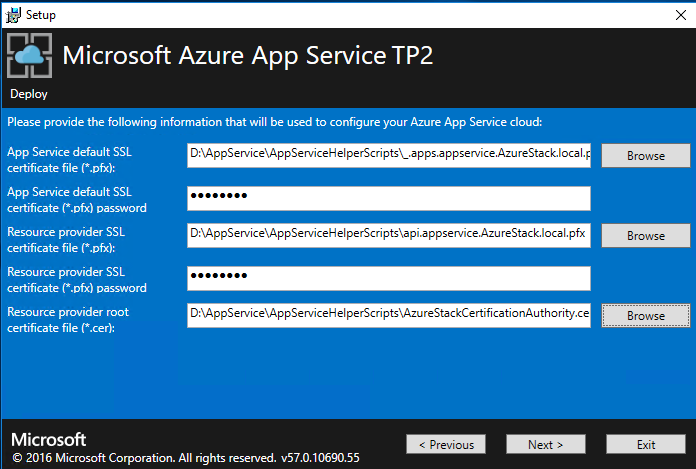 Setup
Microsoft Azure App Service TP2
Deploy
Please provide the following information that will be used to configure your Azure App Service cloud:
App Service default SSL
certificate file (*.pfx):
D:\AppService\AppServiceHelperScripts\_.apps.appservice.AzureStack.local.p
Browse
App Service default SSL
certificate (*.pfx) password
●●●●●●●●
Resource provider SSL
certificate file (*.pfx):
D:\AppService\AppServiceHelperScripts\api.appservice.AzureStack.local.pfx
Browse
Resource provider SSL
certificate (*.pfx) password
●●●●●●●●
Resource provider root
certificate file (*.cer):
D:\AppService\AppServiceHelperScripts\AzureStackCertificationAuthority.ce
Browse
Microsoft
© 2016 Microsoft Corporation. All rights reserved. v57.0.10690.55
< Previous
Next >
Exit